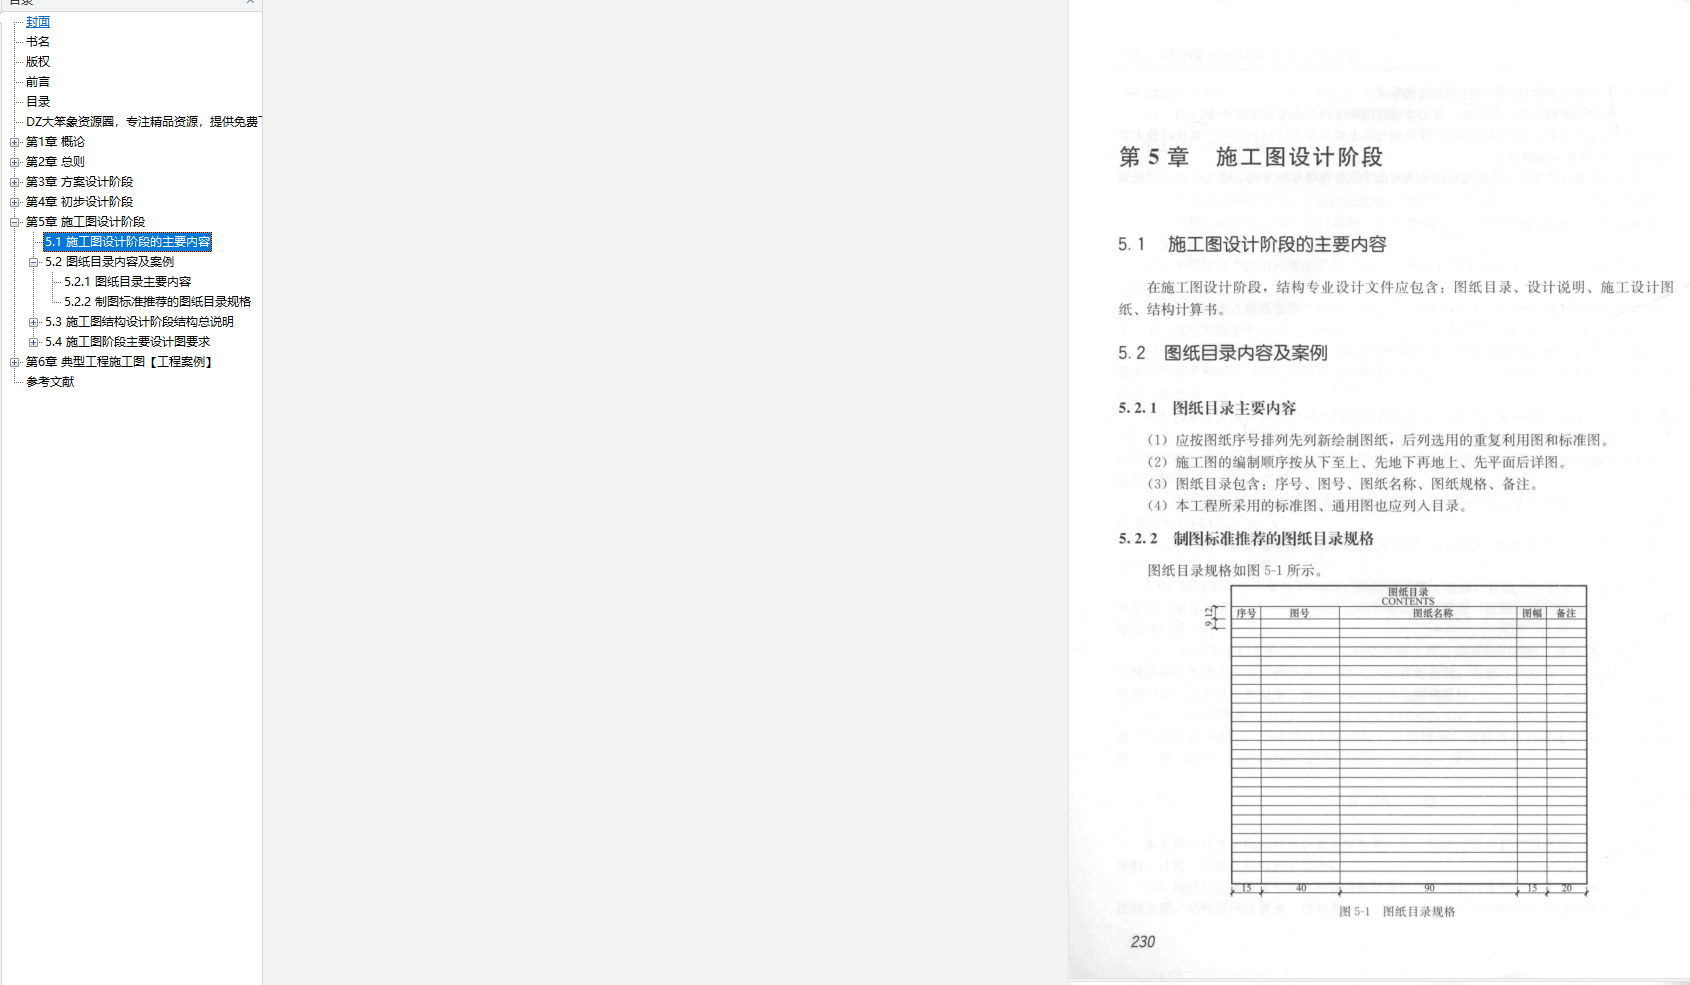 目录
封面
书名
版权
前言
目录
DZ大笨象资源圈，专注精品资源，提供免费下
第1章 概论
第2章 总则
第3章 方案设计阶段
第4章 初步设计阶段
第5章 施工图设计阶段
5.1 施工图设计阶段的主要内容
5.2 图纸目录内容及案例
5.2.1 图纸目录主要内容
5.2.2 制图标准推荐的图纸目录规格
5.3 施工图结构设计阶段结构总说明
5.4 施工图阶段主要设计图要求
第6章 典型工程施工图【工程案例】
参考文献
第 5 章 施工图设计阶段
5. 1 施工图设计阶段的主要内容
在施工图设计阶段，结构专业设计文件应包含：图纸目录、设计说明、施工设计图
纸、结构计算书。
5. 2 图纸目录内容及案例
5. 2. 1 图纸目录主要内容
（1）应按图纸序号排列先列新绘制图纸，后列选用的重复利用图和标准图。
（2）施工图的编制顺序按从下至上、先地下再地上、先平面后详图。
（3）图纸目录包含：序号、图号、图纸名称、图纸规格、备注。
（4）本工程所采用的标准图、通用图也应列入目录。
5. 2. 2 制图标准推荐的图纸目录规格
图纸目录规格如图 5-1 所示。
图纸目录
CONTENTS
序号 图号 图纸名称 图幅 备注
12
9
15 40 90 15 20
图 5-1 图纸目录规格
230